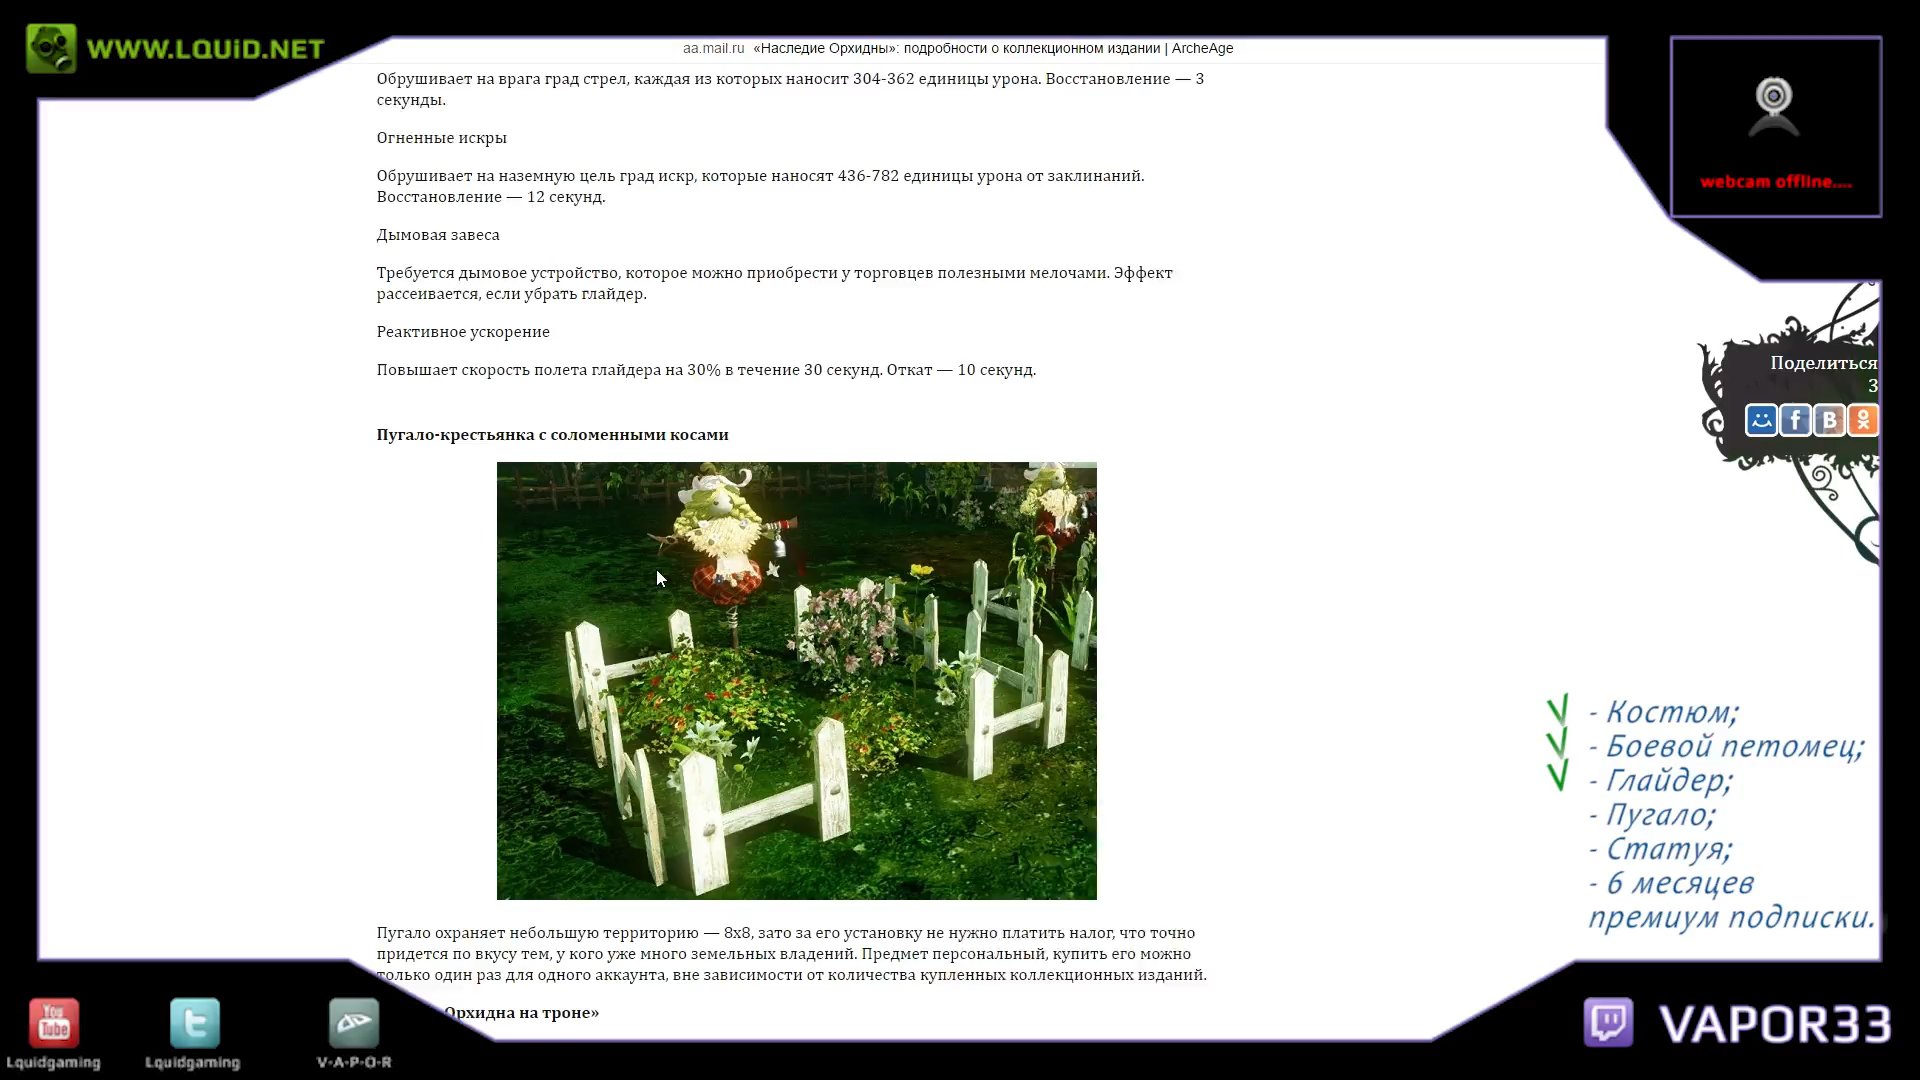 WWW.LQUiD.NET
aa.mail.ru «Наследие Орхидны»: подробности о коллекционном издании | ArcheAge
Обрушивает на врага град стрел, каждая из которых наносит 304-362 единицы урона. Восстановление — 3
секунды.
Огненные искры
Обрушивает на наземную цель град искр, которые наносят 436-782 единицы урона от заклинаний.
Восстановление — 12 секунд.
Дымовая завеса
Требуется дымовое устройство, которое можно приобрести у торговцев полезными мелочами. Эффект
рассеивается, если убрать глайдер.
Реактивное ускорение
Повышает скорость полета глайдера на 30% в течение 30 секунд. Откат — 10 секунд.
Пугало-крестьянка с соломенными косами
Пугало охраняет небольшую территорию — 8x8, зато за его установку не нужно платить налог, что точно
придется по вкусу тем, у кого уже много земельных владений. Предмет персональный, купить его можно
только один раз для одного аккаунта, вне зависимости от количества купленных коллекционных изданий.
Орхидна на троне»
webcam offline....
Поделиться
3
- Костюм;
- Боевой петомец;
- Глайдер;
- Пугало;
- Статуя;
- 6 месяцев
премиум подписки.
You
Tube
Lquidgaming
Lquidgaming
V-A-P-O-R
VAPOR33